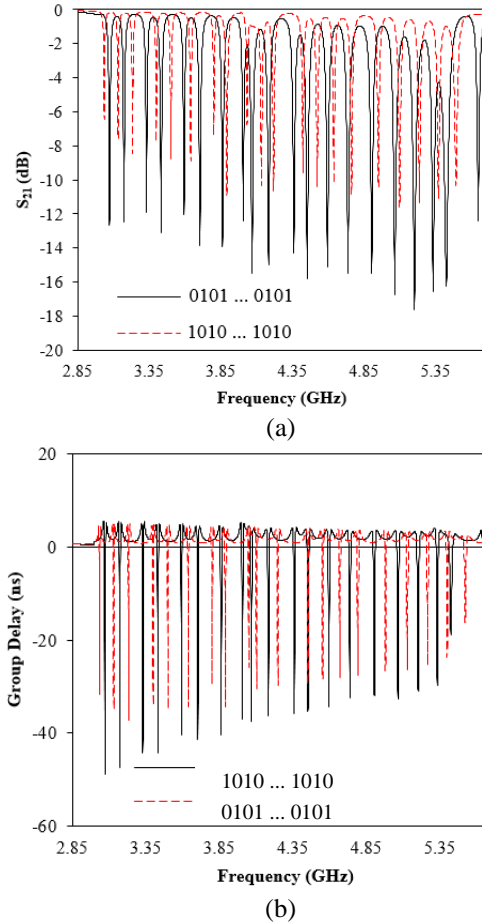 0
-2
-4
-6
-8
-10
-12
-14
-16
-18
-20
S21 (dB)
0101 ... 0101
1010 ... 1010
2.85 3.35 3.85 4.35 4.85 5.35
Frequency (GHz)
(a)
20
0
-20
-40
-60
Group Delay (ns)
1010 ... 1010
0101 ... 0101
2.85 3.35 3.85 4.35 4.85 5.35
Frequency (GHz)
(b)